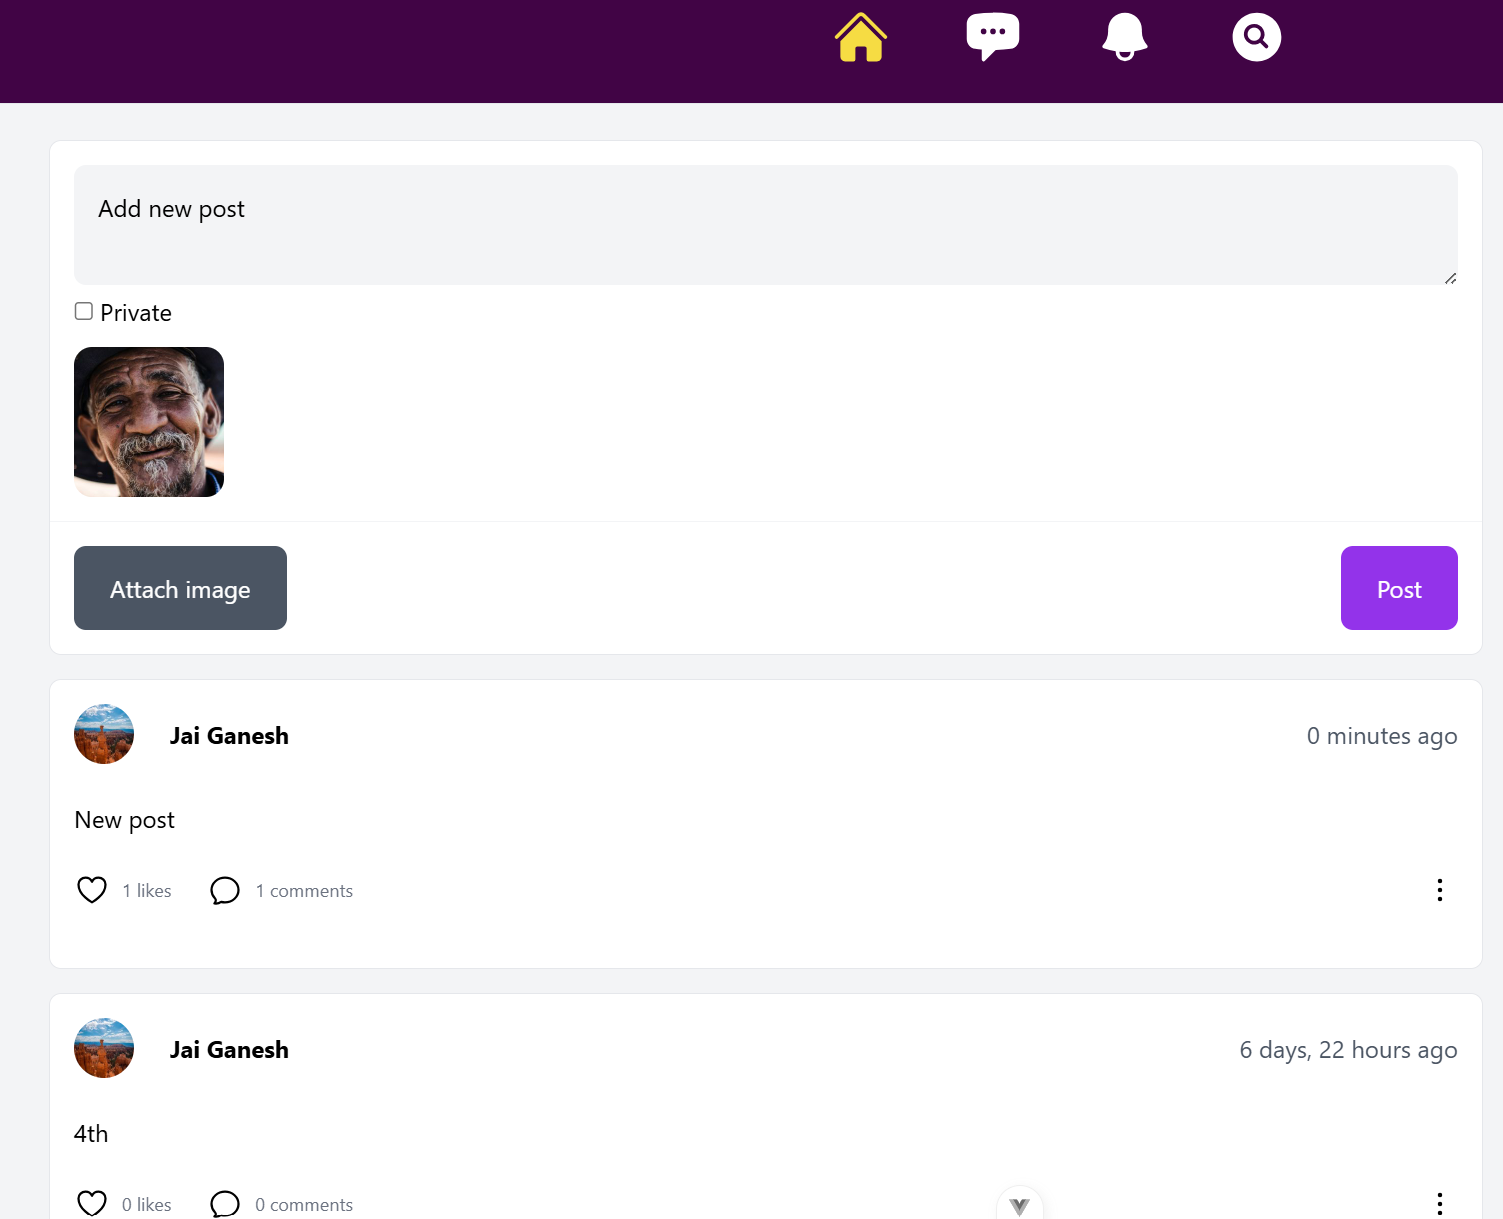 Add new post
Private
Attach image
Post
Jai Ganesh
0 minutes ago
New post
1 likes
1 comments
Jai Ganesh
6 days, 22 hours ago
4th
0 likes
0 comments